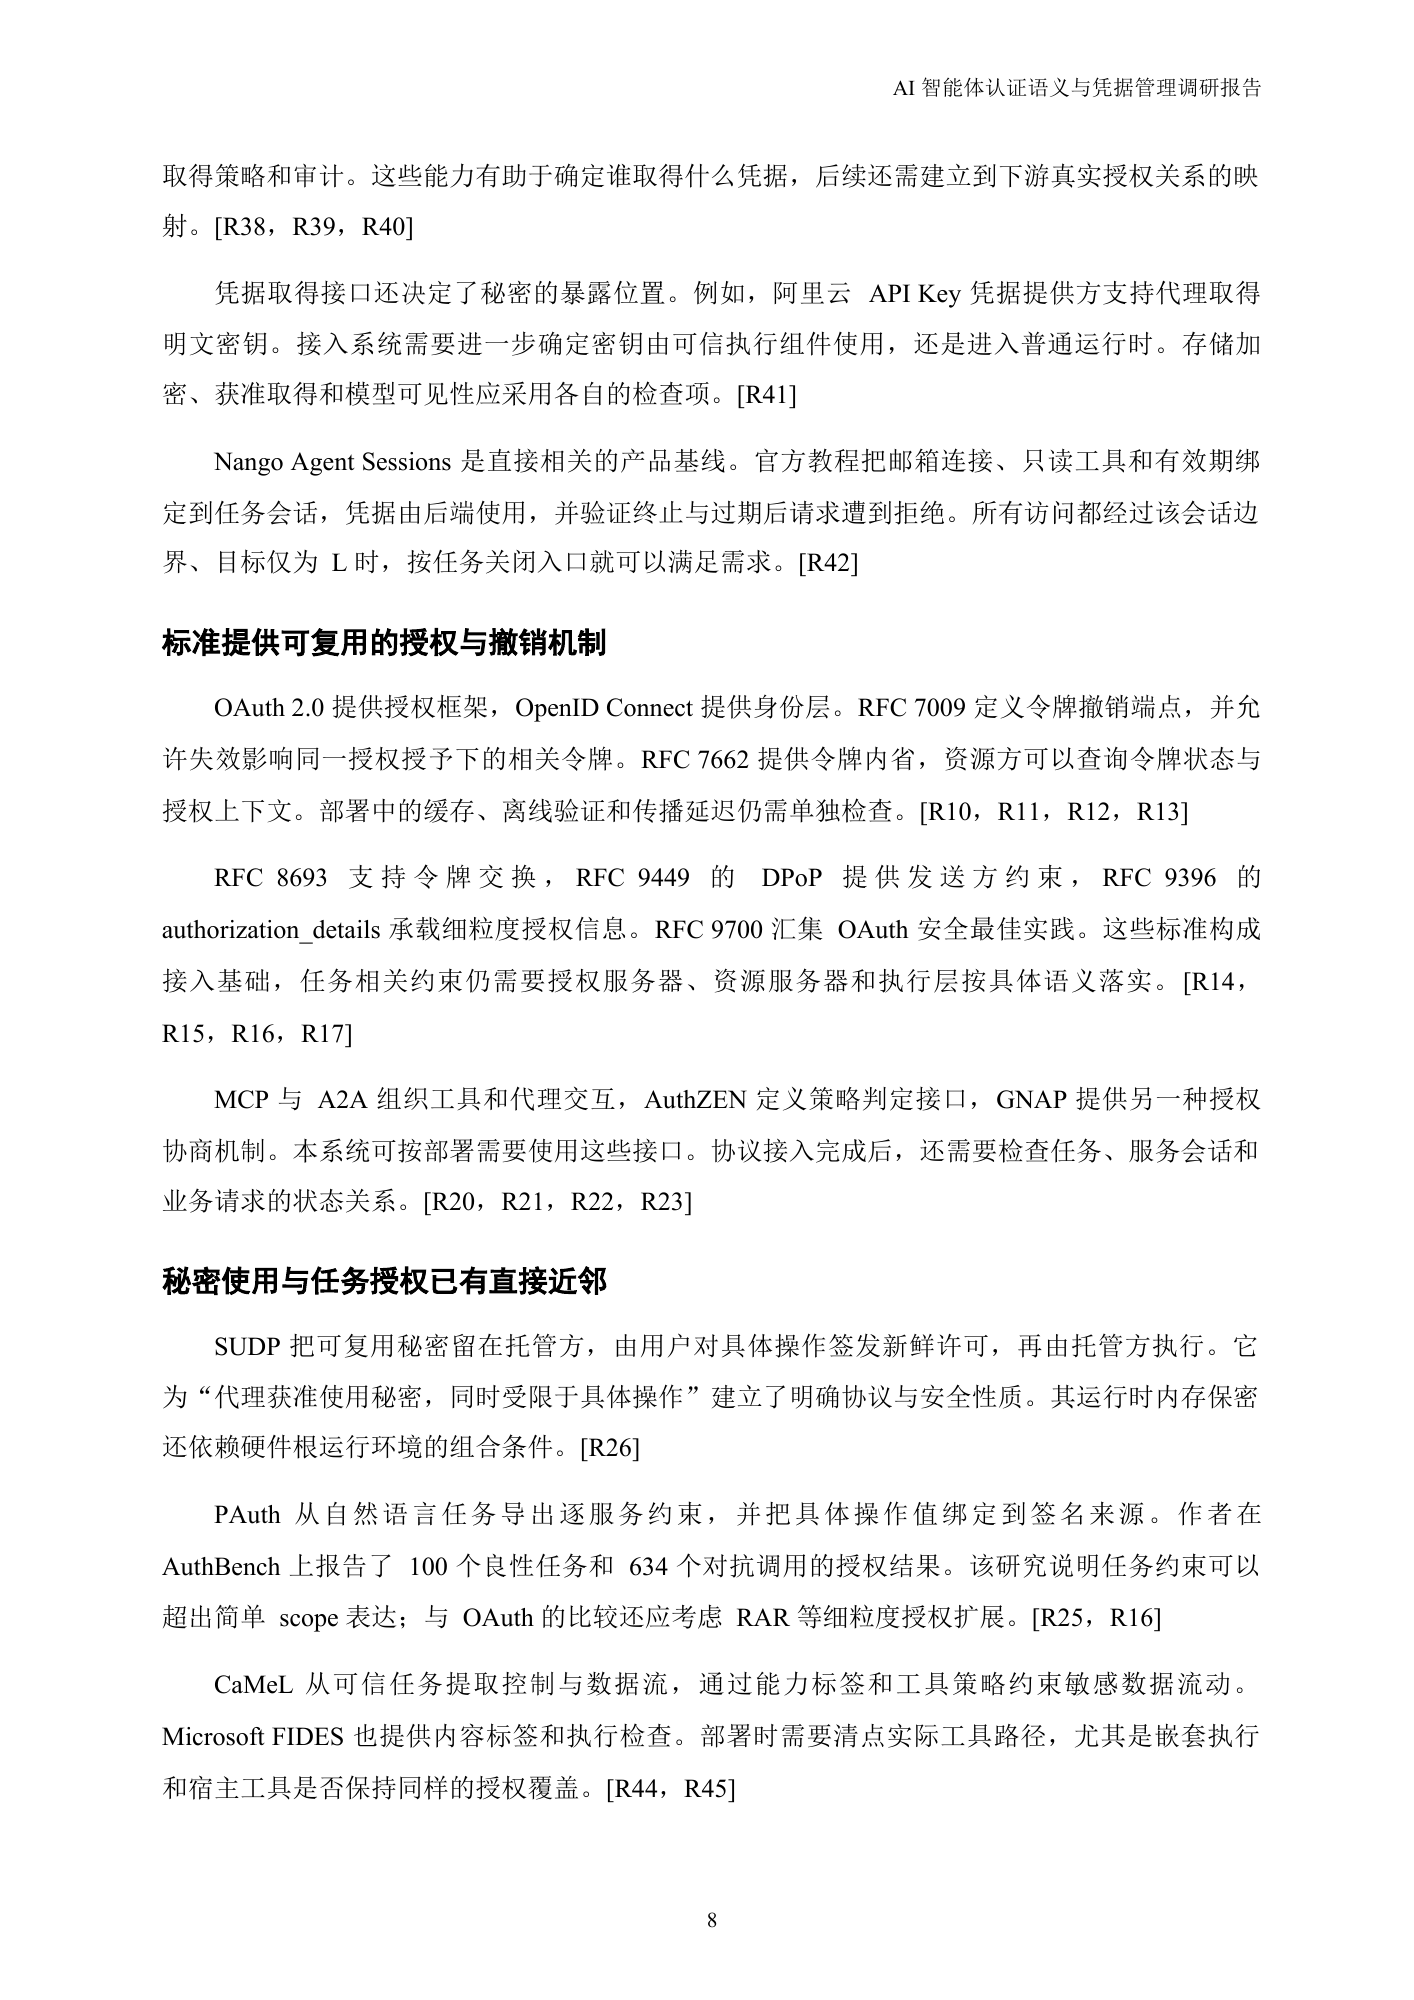 AI 智能体认证语义与凭据管理调研报告
取得策略和审计。这些能力有助于确定谁取得什么凭据，后续还需建立到下游真实授权关系的映
射。[R38，R39，R40]
凭据取得接口还决定了秘密的暴露位置。例如，阿里云 API Key 凭据提供方支持代理取得
明文密钥。接入系统需要进一步确定密钥由可信执行组件使用，还是进入普通运行时。存储加
密、获准取得和模型可见性应采用各自的检查项。[R41]
Nango Agent Sessions 是直接相关的产品基线。官方教程把邮箱连接、只读工具和有效期绑
定到任务会话，凭据由后端使用，并验证终止与过期后请求遭到拒绝。所有访问都经过该会话边
界、目标仅为 L 时，按任务关闭入口就可以满足需求。[R42]
标准提供可复用的授权与撤销机制
OAuth 2.0 提供授权框架，OpenID Connect 提供身份层。RFC 7009 定义令牌撤销端点，并允
许失效影响同一授权授予下的相关令牌。RFC 7662 提供令牌内省，资源方可以查询令牌状态与
授权上下文。部署中的缓存、离线验证和传播延迟仍需单独检查。[R10，R11，R12，R13]
RFC 8693 支持令牌交换，RFC 9449 的 DPoP 提供发送方约束，RFC 9396 的
authorization_details 承载细粒度授权信息。RFC 9700 汇集 OAuth 安全最佳实践。这些标准构成
接入基础，任务相关约束仍需要授权服务器、资源服务器和执行层按具体语义落实。[R14，
R15，R16，R17]
MCP 与 A2A 组织工具和代理交互，AuthZEN 定义策略判定接口，GNAP 提供另一种授权
协商机制。本系统可按部署需要使用这些接口。协议接入完成后，还需要检查任务、服务会话和
业务请求的状态关系。[R20，R21，R22，R23]
秘密使用与任务授权已有直接近邻
SUDP 把可复用秘密留在托管方，由用户对具体操作签发新鲜许可，再由托管方执行。它
为“代理获准使用秘密，同时受限于具体操作”建立了明确协议与安全性质。其运行时内存保密
还依赖硬件根运行环境的组合条件。[R26]
PAuth 从自然语言任务导出逐服务约束，并把具体操作值绑定到签名来源。作者在
AuthBench 上报告了 100 个良性任务和 634 个对抗调用的授权结果。该研究说明任务约束可以
超出简单 scope 表达；与 OAuth 的比较还应考虑 RAR 等细粒度授权扩展。[R25，R16]
CaMeL 从可信任务提取控制与数据流，通过能力标签和工具策略约束敏感数据流动。
Microsoft FIDES 也提供内容标签和执行检查。部署时需要清点实际工具路径，尤其是嵌套执行
和宿主工具是否保持同样的授权覆盖。[R44，R45]
8